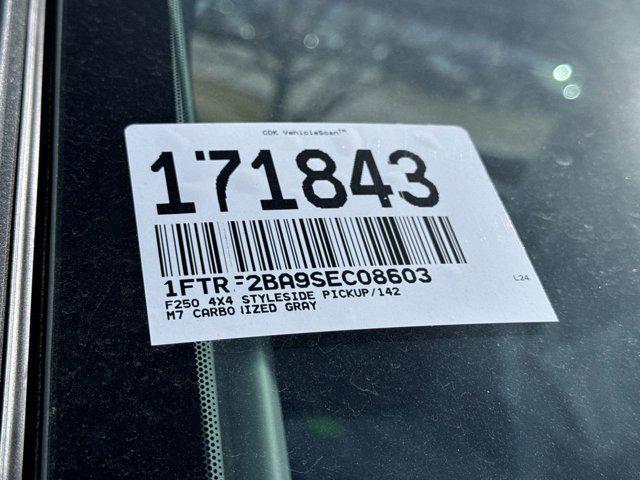 CDK VehicleScan™
171843
1FTRF2BA9SEC08603
L24
F250 4X4 STYLESIDE PICKUP/142
M7 CARBONIZED GRAY